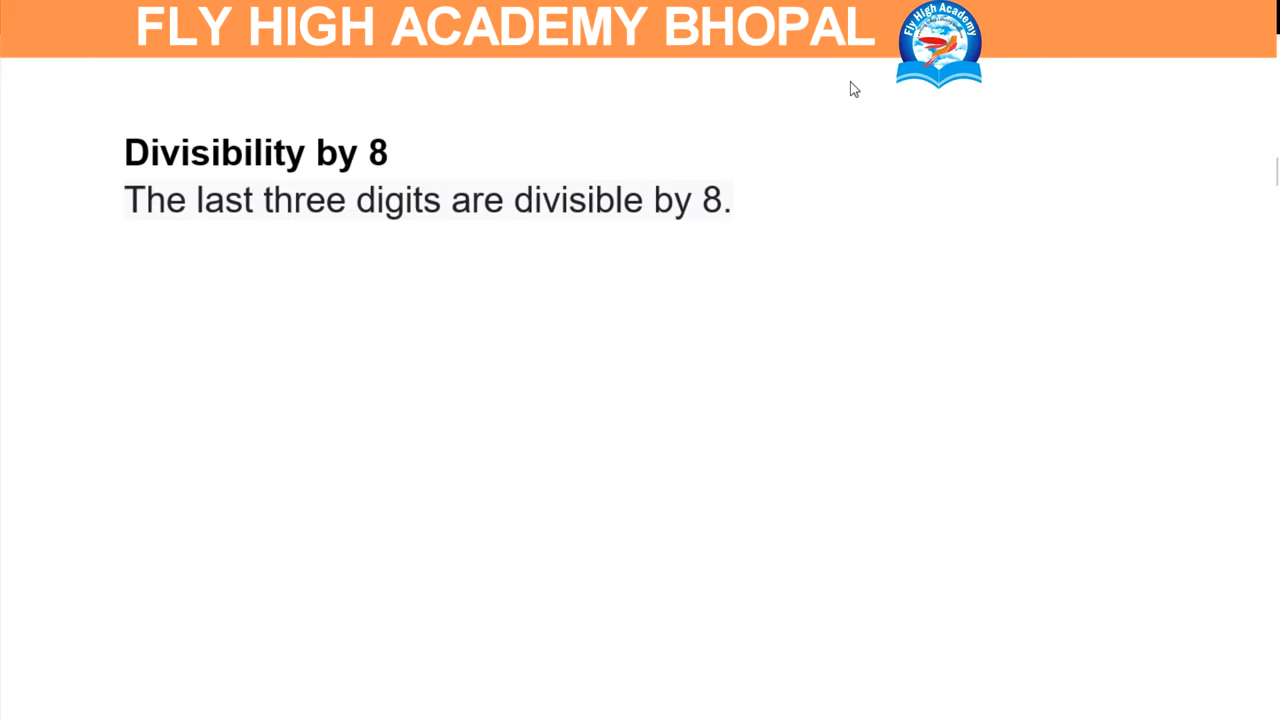 FLY HIGH ACADEMY BHOPAL
Fly High Academy
Divisibility by 8
The last three digits are divisible by 8.